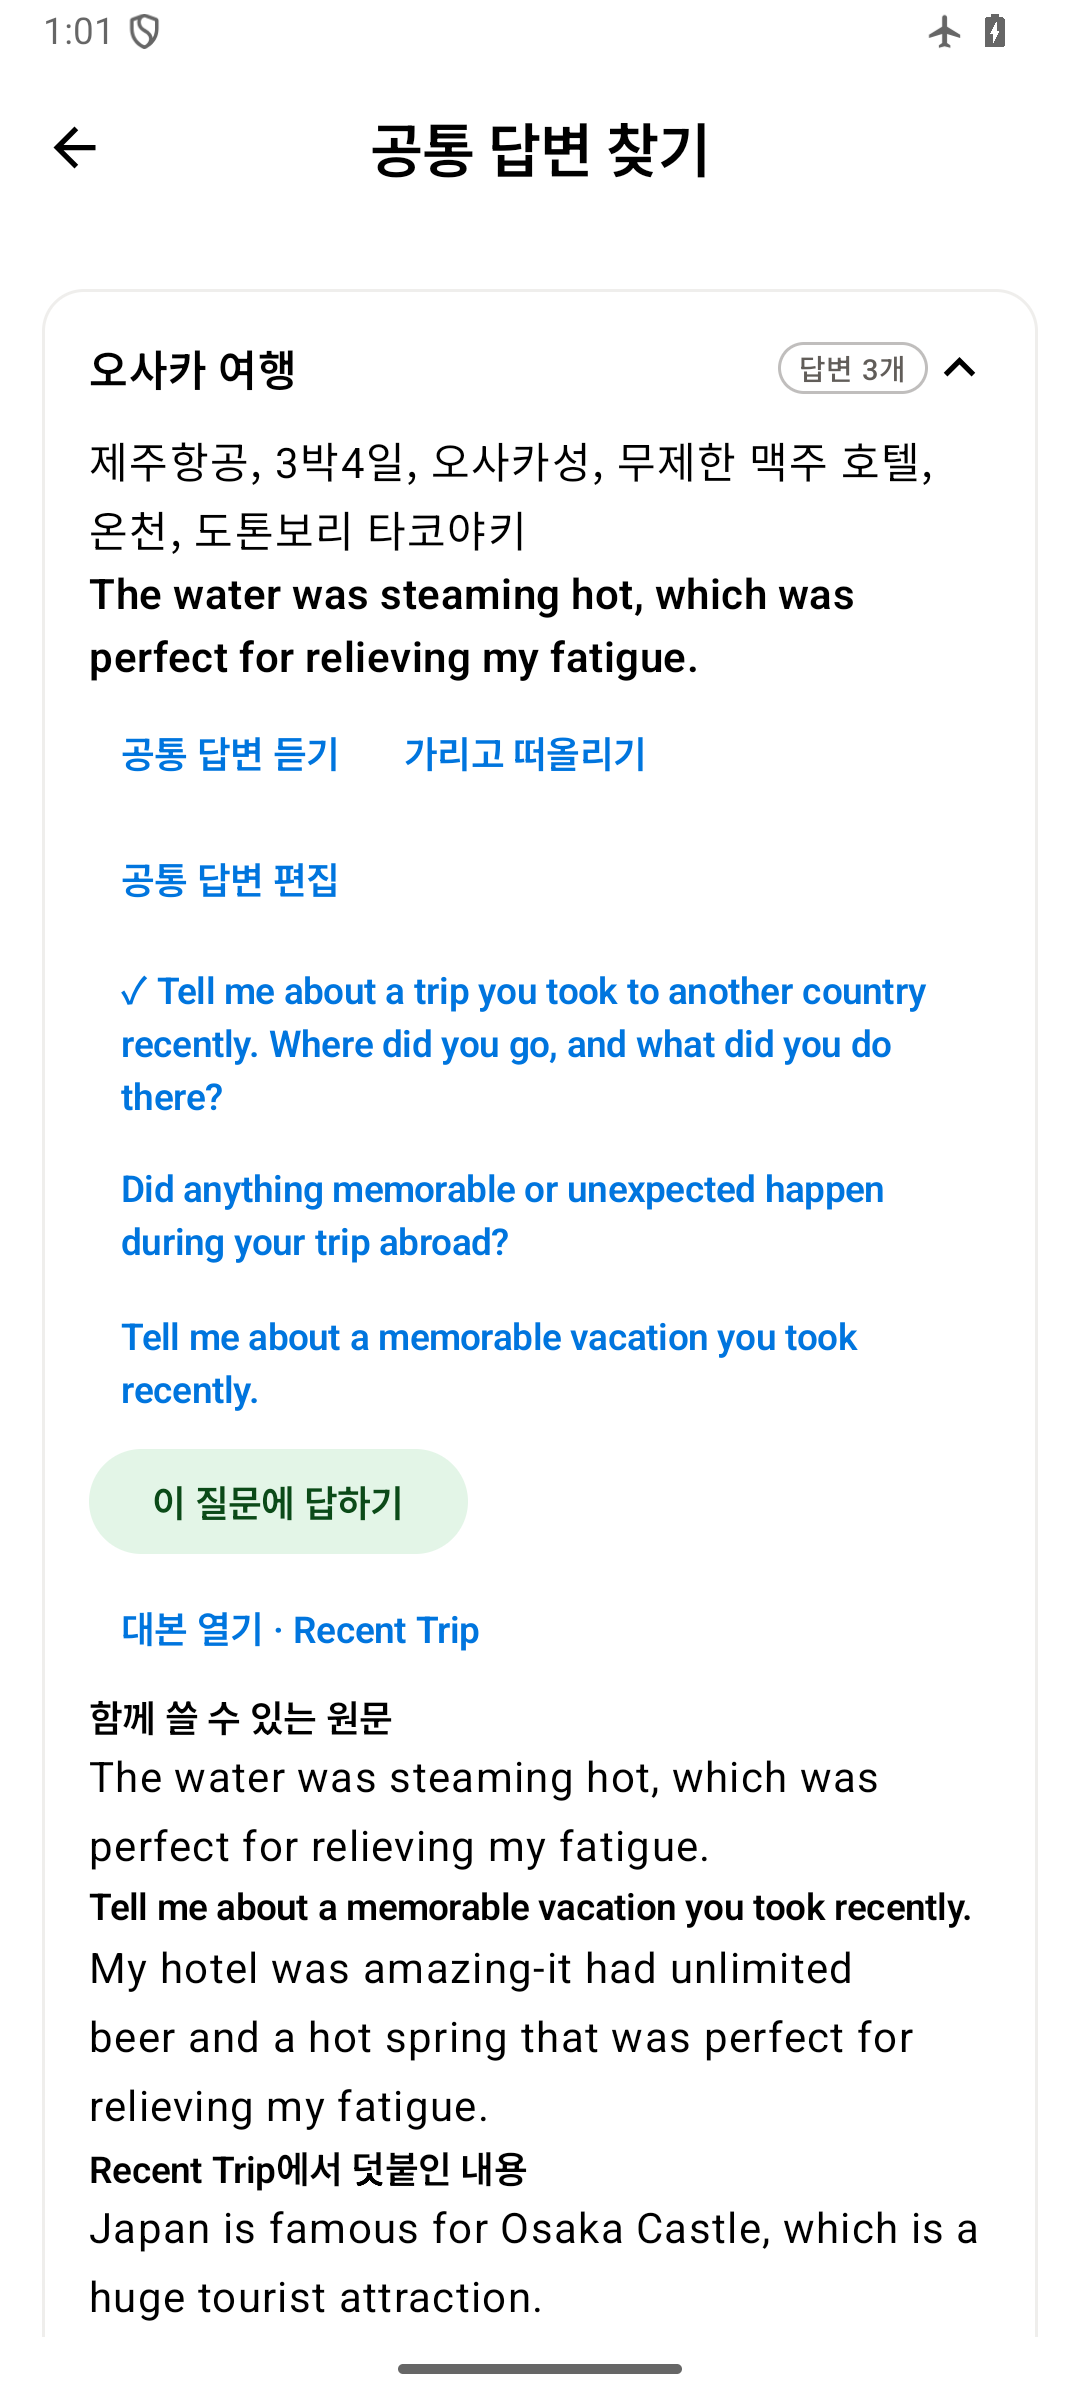 1:01
공통 답변 찾기
오사카 여행
답변 3개
제주항공, 3박4일, 오사카성, 무제한 맥주 호텔,
온천, 도톤보리 타코야키
The water was steaming hot, which was
perfect for relieving my fatigue.
공통 답변 듣기
가리고 떠올리기
공통 답변 편집
✓ Tell me about a trip you took to another country
recently. Where did you go, and what did you do
there?
Did anything memorable or unexpected happen
during your trip abroad?
Tell me about a memorable vacation you took
recently.
이 질문에 답하기
대본 열기 · Recent Trip
함께 쓸 수 있는 원문
The water was steaming hot, which was
perfect for relieving my fatigue.
Tell me about a memorable vacation you took recently.
My hotel was amazing-it had unlimited
beer and a hot spring that was perfect for
relieving my fatigue.
Recent Trip에서 덧붙인 내용
Japan is famous for Osaka Castle, which is a
huge tourist attraction.